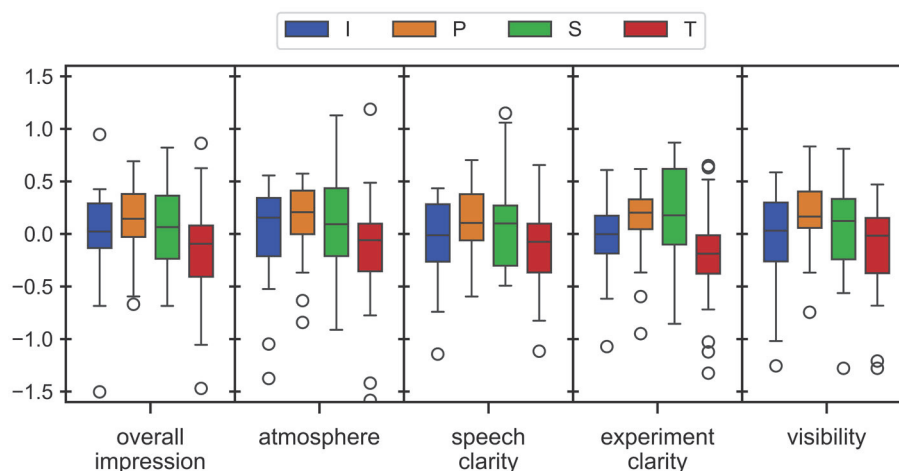 I P S T
1.5
1.0
0.5
0.0
−0.5
−1.0
−1.5
overall atmosphere speech experiment visibility
impression clarity clarity